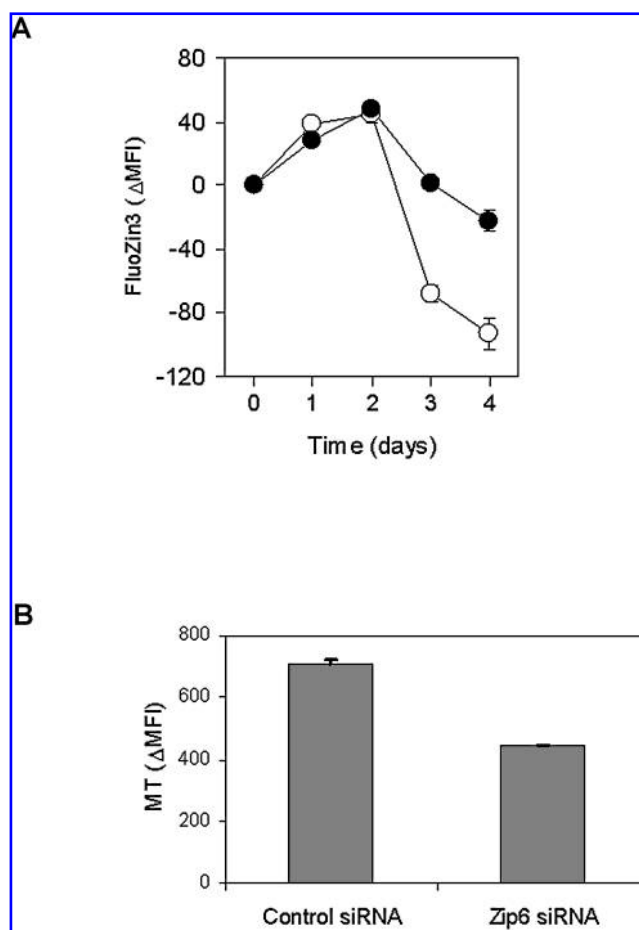 A
80
40
0
-40
-80
-120
FluoZin3 (ΔMFI)
0 1 2 3 4
Time (days)
B
800
600
400
200
0
MT (ΔMFI)
Control siRNA Zip6 siRNA